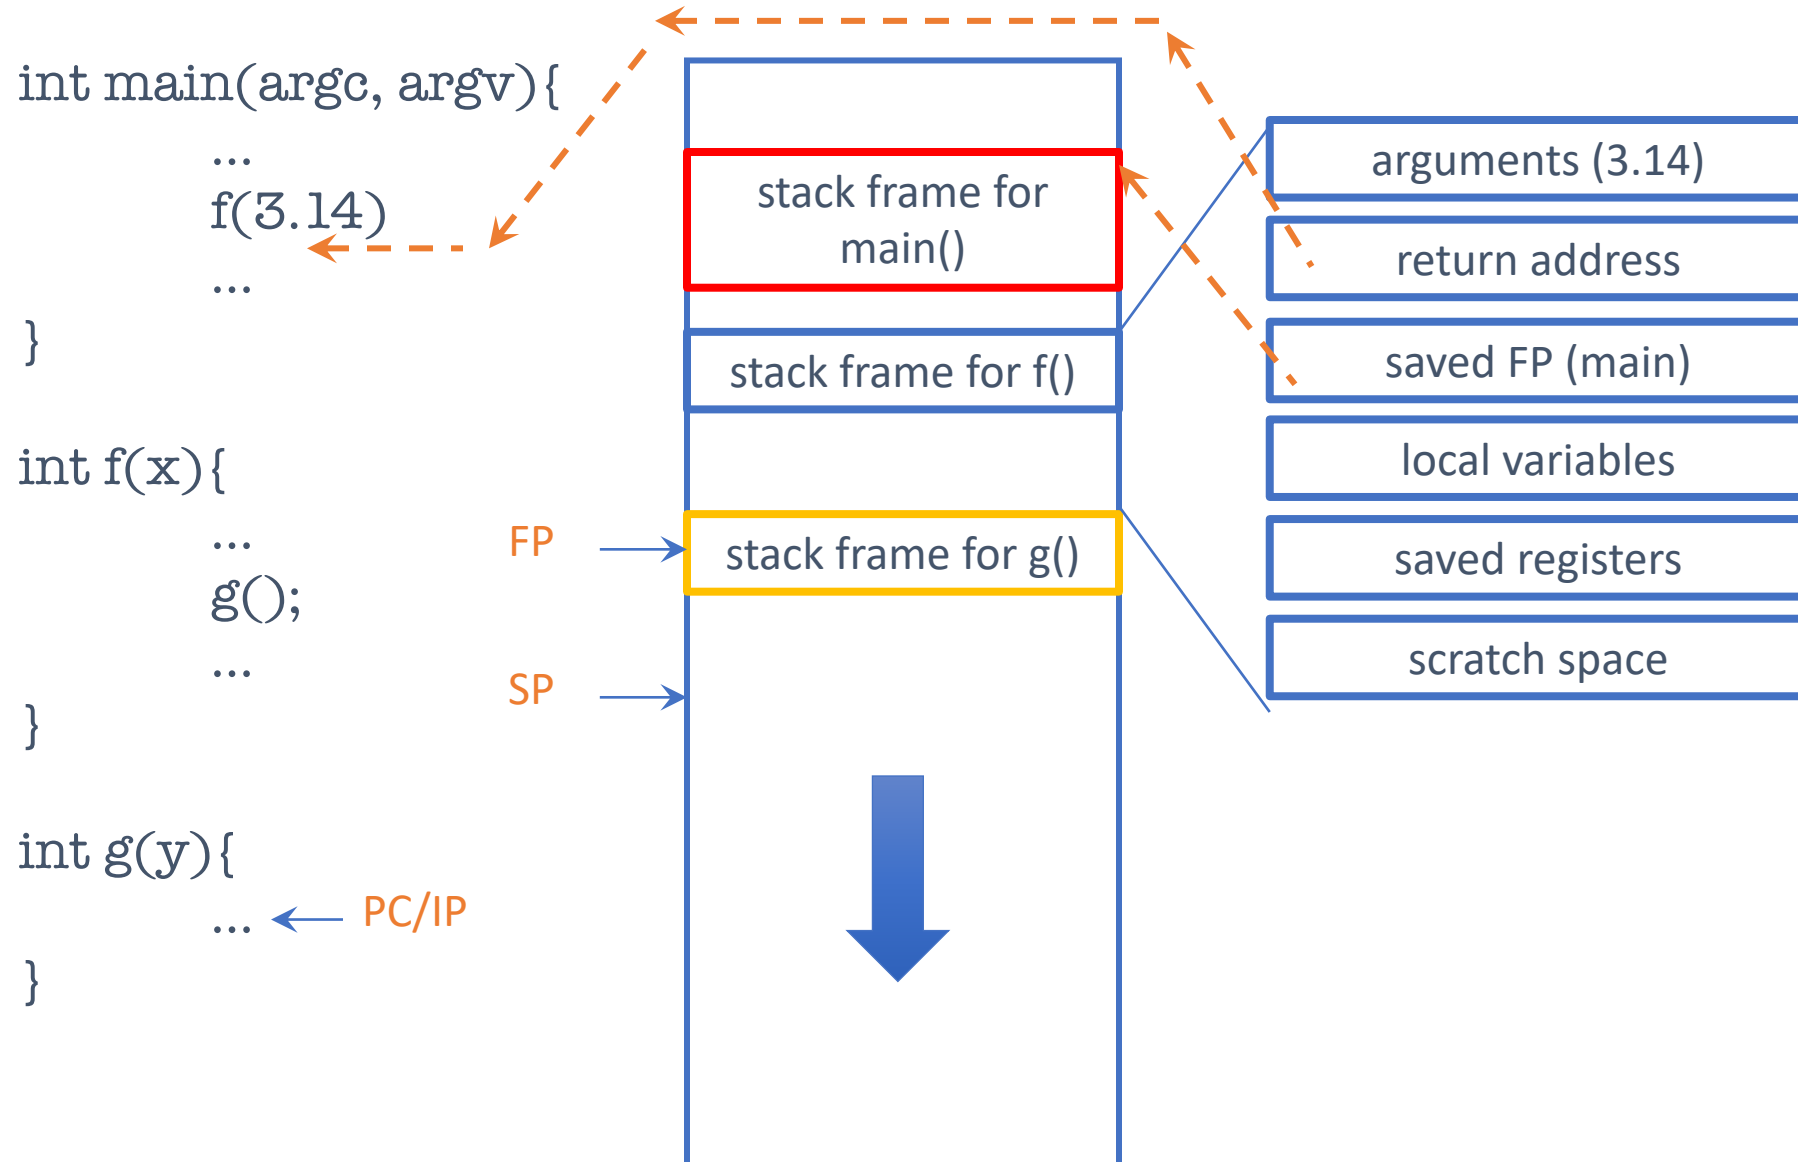 int main(argc, argv){
...
f(3.14)
...
}
int f(x){
...
g();
...
}
int g(y){
...
}
PC/IP
FP
SP
stack frame for
main()
stack frame for f()
stack frame for g()
arguments (3.14)
return address
saved FP (main)
local variables
saved registers
scratch space